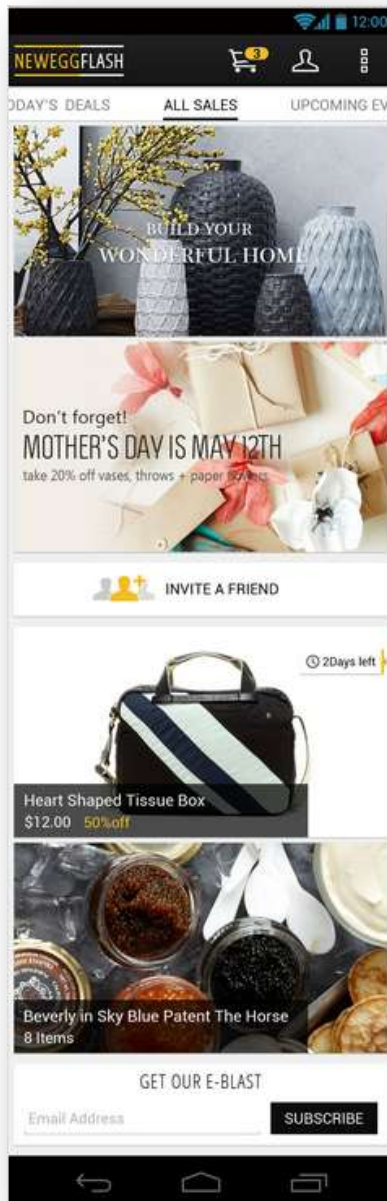 12:00
NEWEGGFLASH
3
ODAY'S DEALS ALL SALES UPCOMING EV
BUILD YOUR
WONDERFUL HOME
Don't forget!
MOTHER'S DAY IS MAY 12TH
take 20% off vases, throws + paper flowers
INVITE A FRIEND
2Days left
Heart Shaped Tissue Box
$12.00 50%off
Beverly in Sky Blue Patent The Horse
8 Items
GET OUR E-BLAST
Email Address SUBSCRIBE